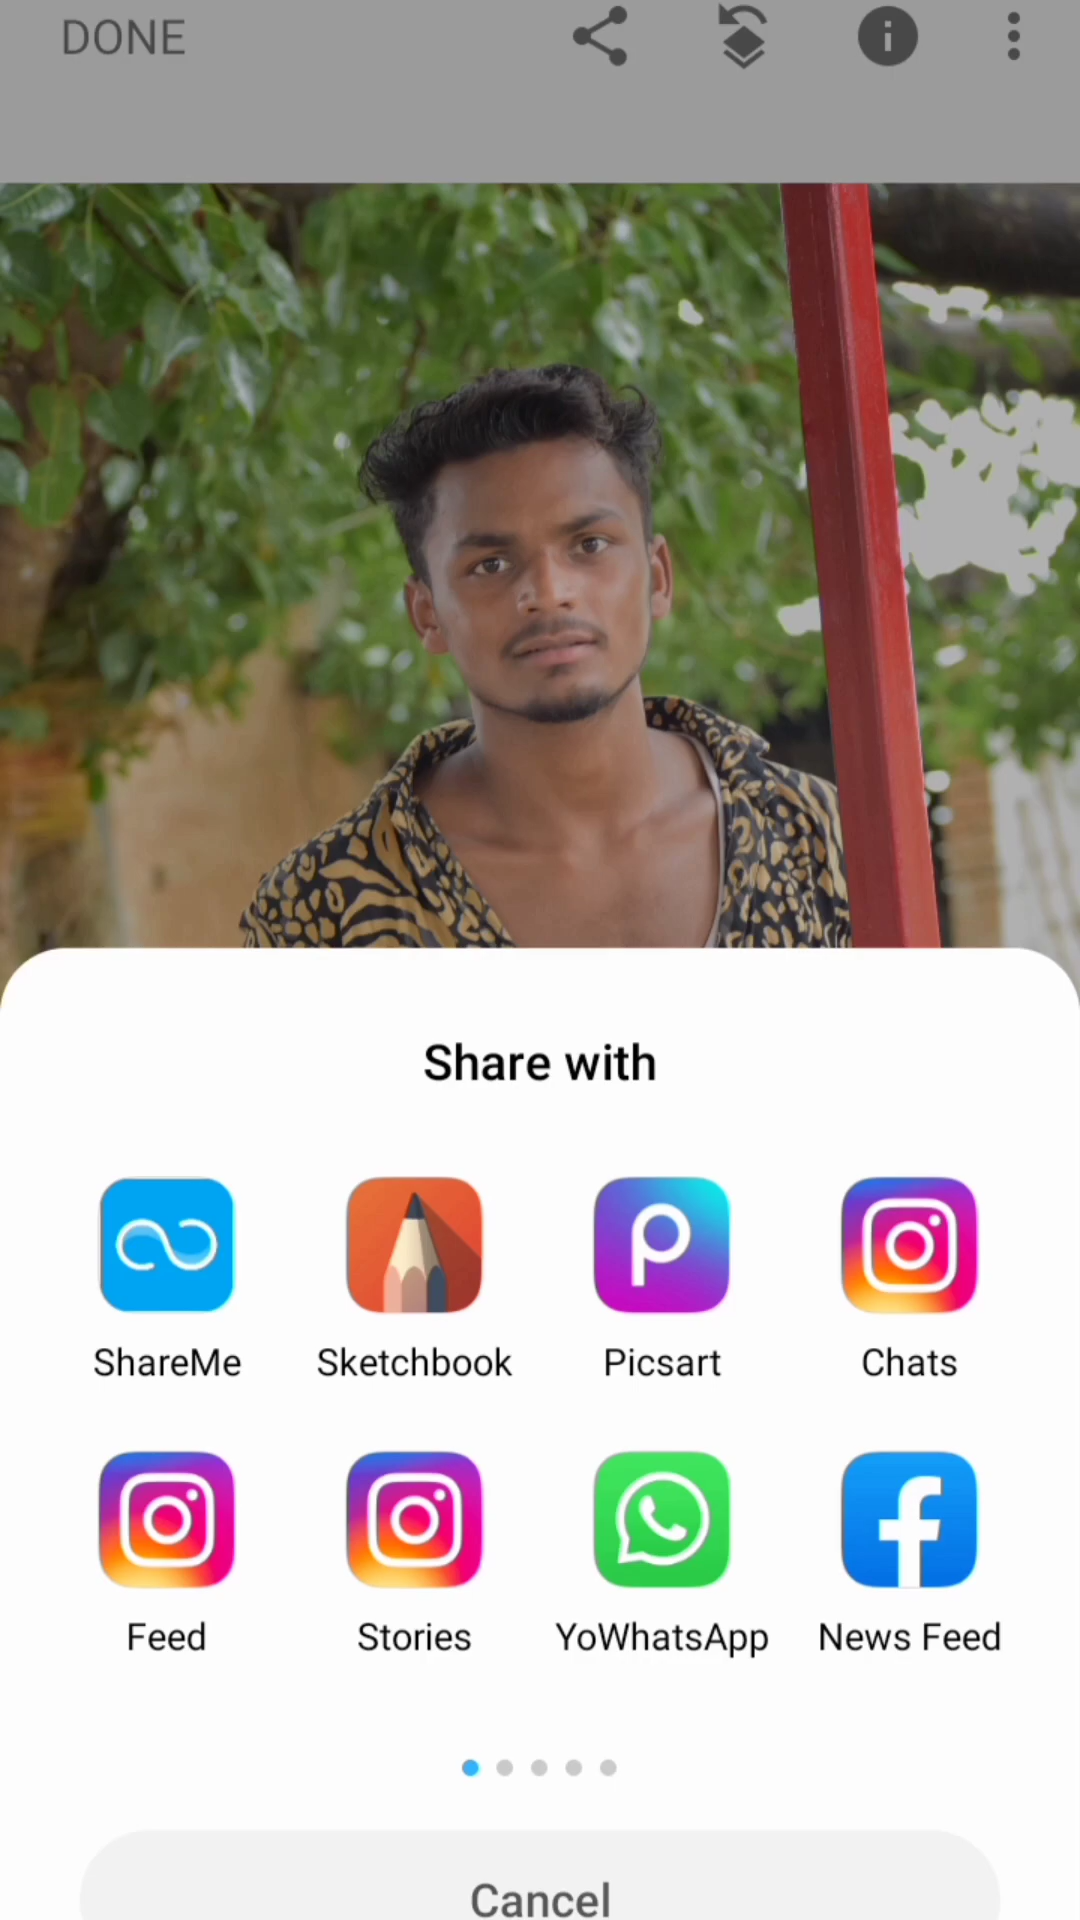 DONE
Share with
ShareMe
Sketchbook
Picsart
Chats
Feed
Stories
YoWhatsApp
News Feed
Cancel